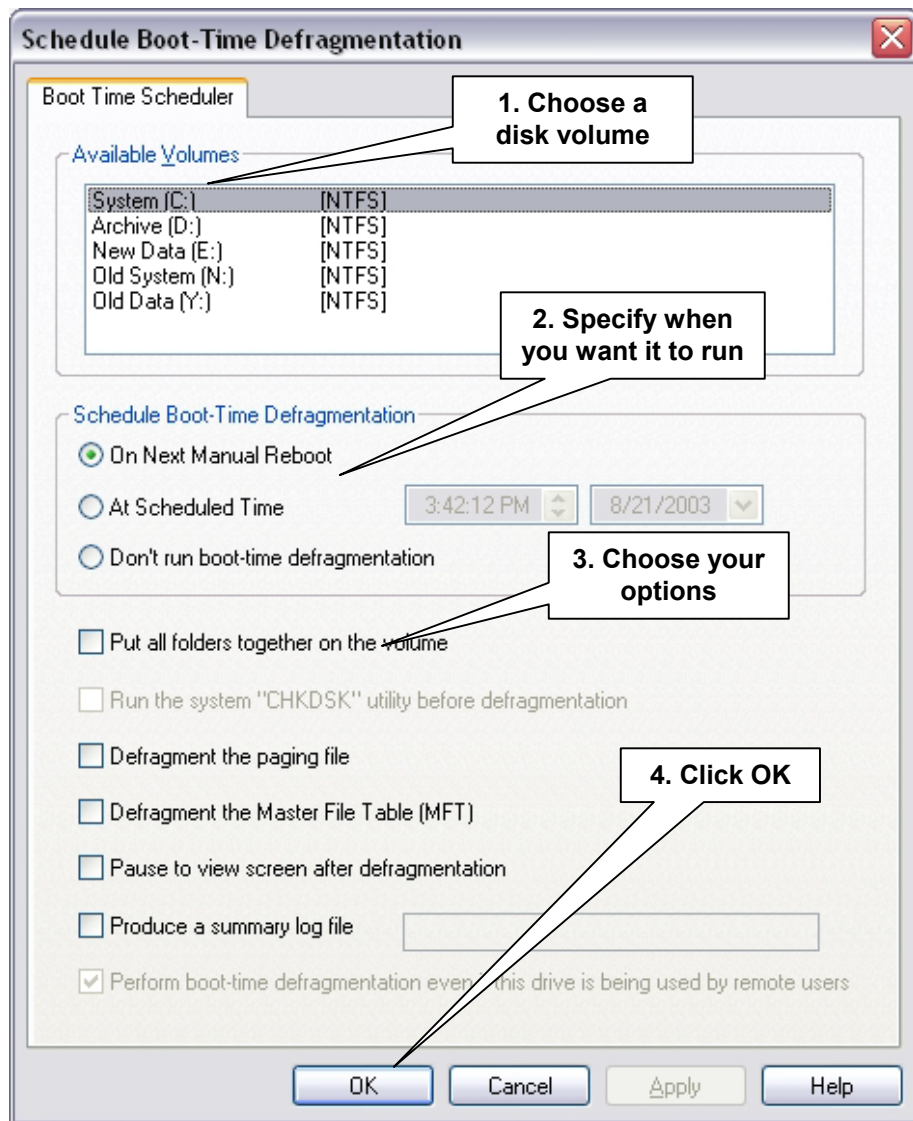 Schedule Boot-Time Defragmentation
Boot Time Scheduler
1. Choose a
disk volume
Available Volumes
System (C:) [NTFS]
Archive (D:) [NTFS]
New Data (E:) [NTFS]
Old System (N:) [NTFS]
Old Data (Y:) [NTFS]
2. Specify when
you want it to run
Schedule Boot-Time Defragmentation
On Next Manual Reboot
At Scheduled Time 3:42:12 PM 8/21/2003
Don't run boot-time defragmentation
3. Choose your
options
Put all folders together on the volume
Run the system "CHKDSK" utility before defragmentation
Defragment the paging file
4. Click OK
Defragment the Master File Table (MFT)
Pause to view screen after defragmentation
Produce a summary log file
Perform boot-time defragmentation even if this drive is being used by remote users
OK Cancel Apply Help